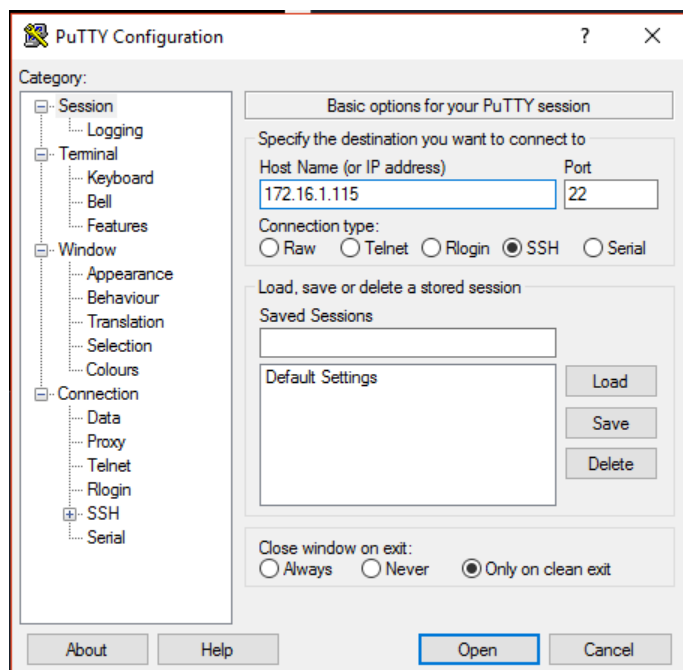 PuTTY Configuration
?
Category:
Session
Logging
Terminal
Keyboard
Bell
Features
Window
Appearance
Behaviour
Translation
Selection
Colours
Connection
Data
Proxy
Telnet
Rlogin
SSH
Serial
Basic options for your PuTTY session
Specify the destination you want to connect to
Host Name (or IP address) Port
172.16.1.115 22
Connection type:
Raw Telnet Rlogin SSH Serial
Load, save or delete a stored session
Saved Sessions
Default Settings
Load
Save
Delete
Close window on exit:
Always Never Only on clean exit
About Help Open Cancel